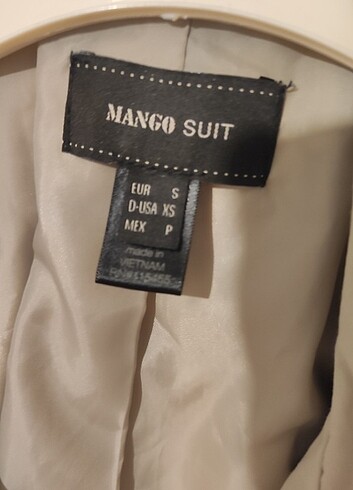 MANGO SUIT
EUR S
D-USA XS
MEX P
made in
VIETNAM